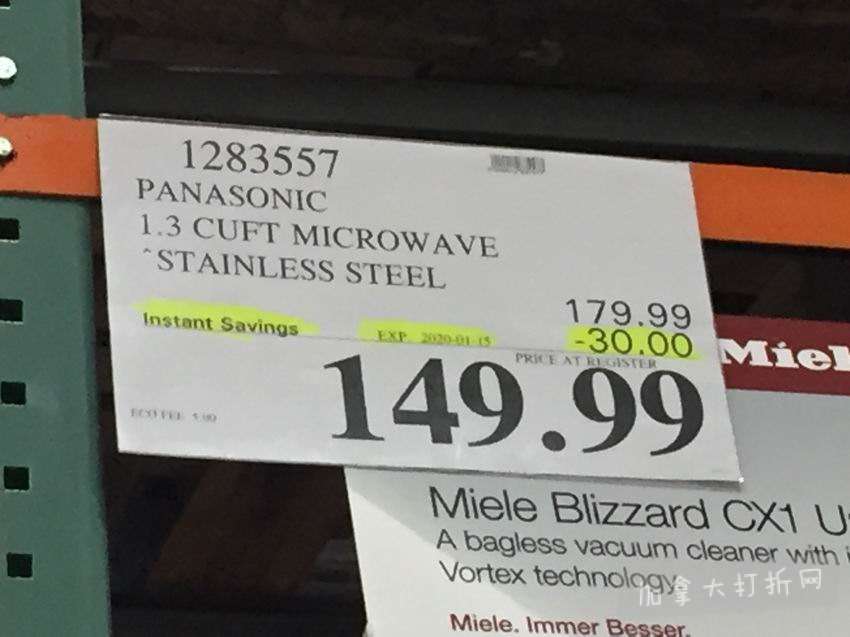 1283557
PANASONIC
1.3 CUFT MICROWAVE
^STAINLESS STEEL
179.99
Instant Savings EXP. 2020-01-15 -30.00
PRICE AT REGISTER
149.99
ECO FEE
Miel
Miele Blizzard CX1 U
A bagless vacuum cleaner with i
Vortex technology
Miele. Immer Besser.
加拿大打折网